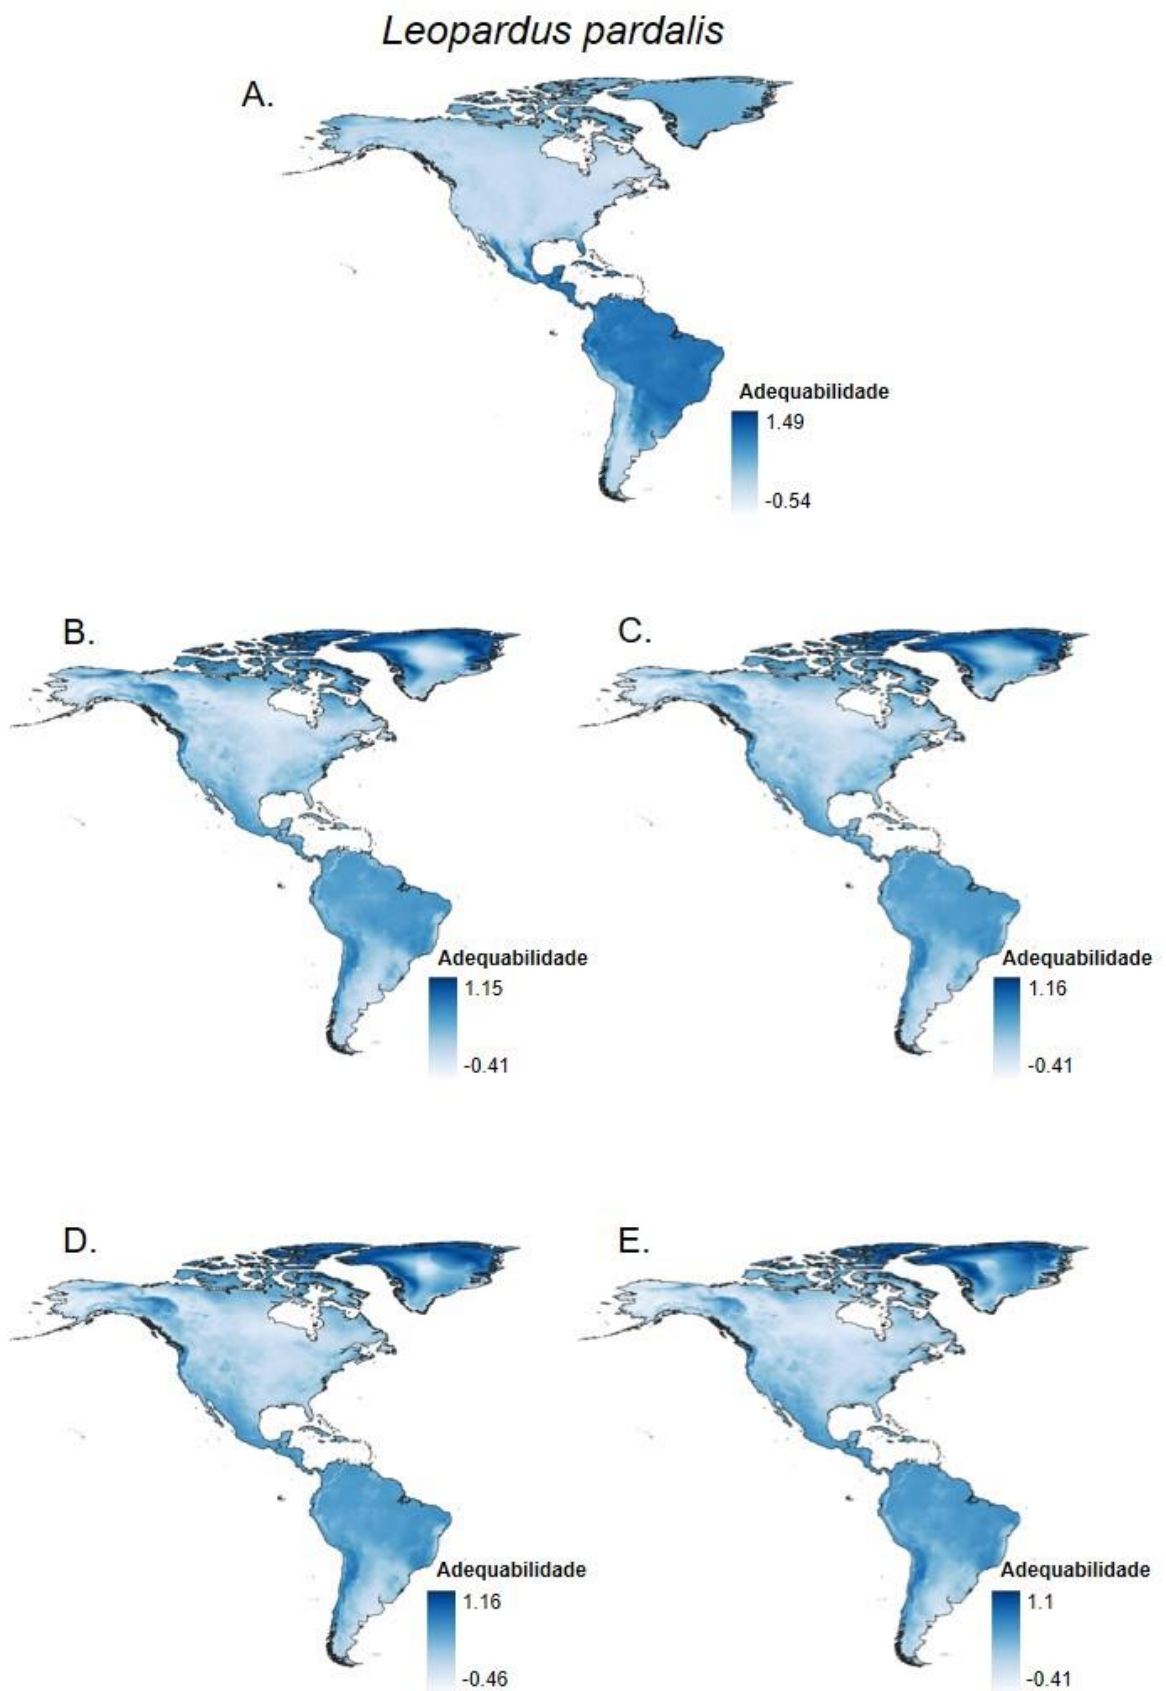 Leopardus pardalis
A.
Adequabilidade
1.49
-0.54
B.
C.
Adequabilidade
1.15
-0.41
Adequabilidade
1.16
-0.41
D.
E.
Adequabilidade
1.16
-0.46
Adequabilidade
1.1
-0.41